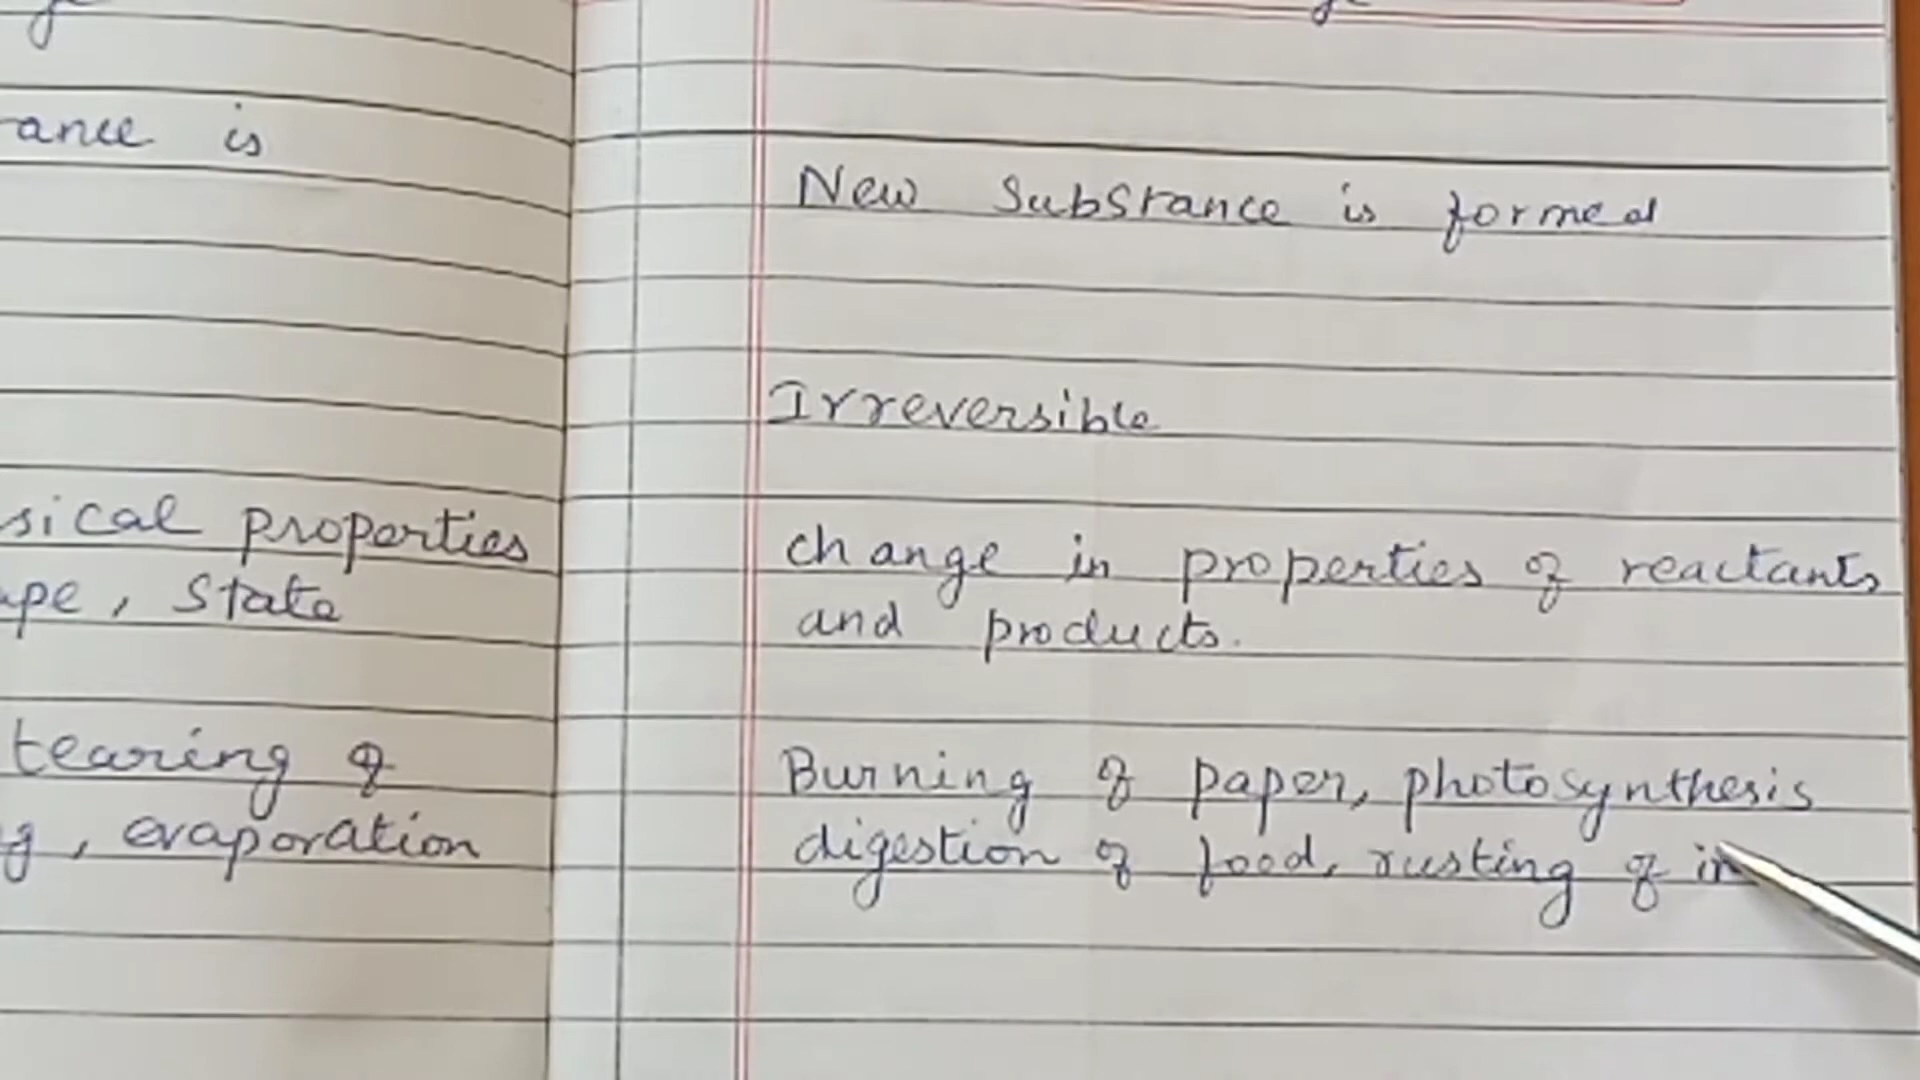 ance is
sical properties
ape, State
tearing of
g, evaporation
New Substance is formed
Irreversible
change in properties of reactants
and products.
Burning of paper, photosynthesis
digestion of food, rusting of